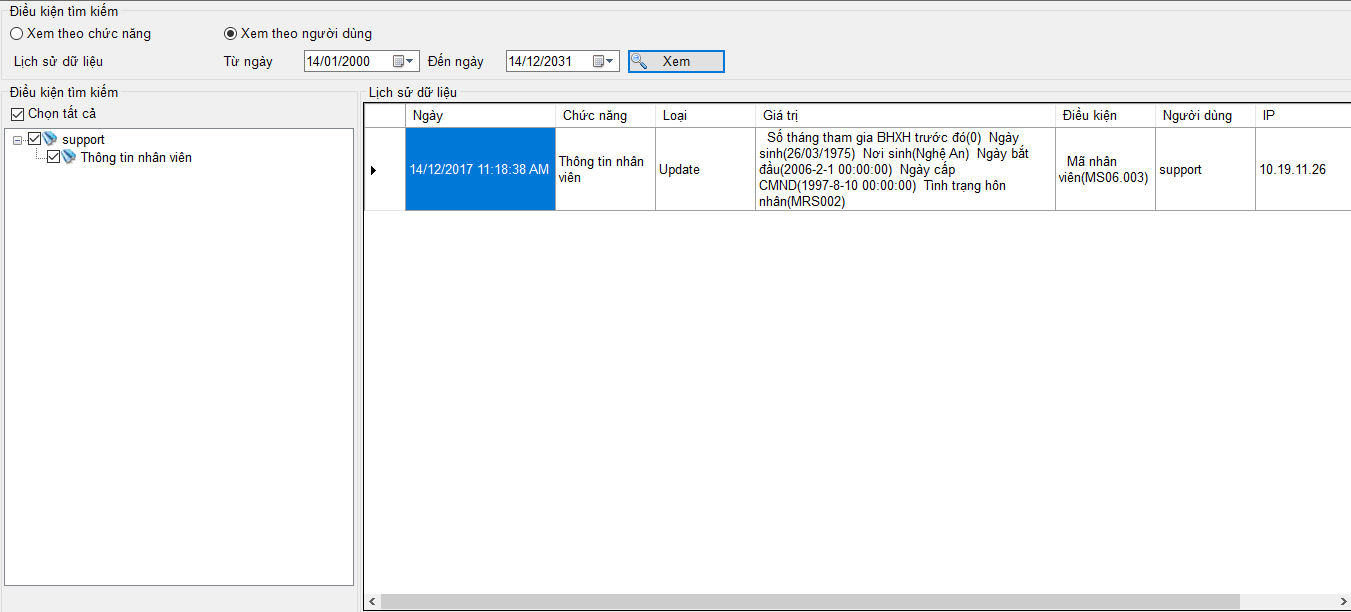 Điều kiện tìm kiếm
Xem theo chức năng
Xem theo người dùng
Lịch sử dữ liệu
Từ ngày
14/01/2000
Đến ngày
14/12/2031
Xem
Điều kiện tìm kiếm
Chọn tất cả
support
Thông tin nhân viên
Lịch sử dữ liệu
Ngày
Chức năng
Loại
Giá trị
Điều kiện
Người dùng
IP
14/12/2017 11:18:38 AM
Thông tin nhân
viên
Update
Số tháng tham gia BHXH trước đó(0) Ngày
sinh(26/03/1975) Nơi sinh(Nghệ An) Ngày bắt
đầu(2006-2-1 00:00:00) Ngày cấp
CMND(1997-8-10 00:00:00) Tình trạng hôn
nhân(MRS002)
Mã nhân
viên(MS06.003)
support
10.19.11.26